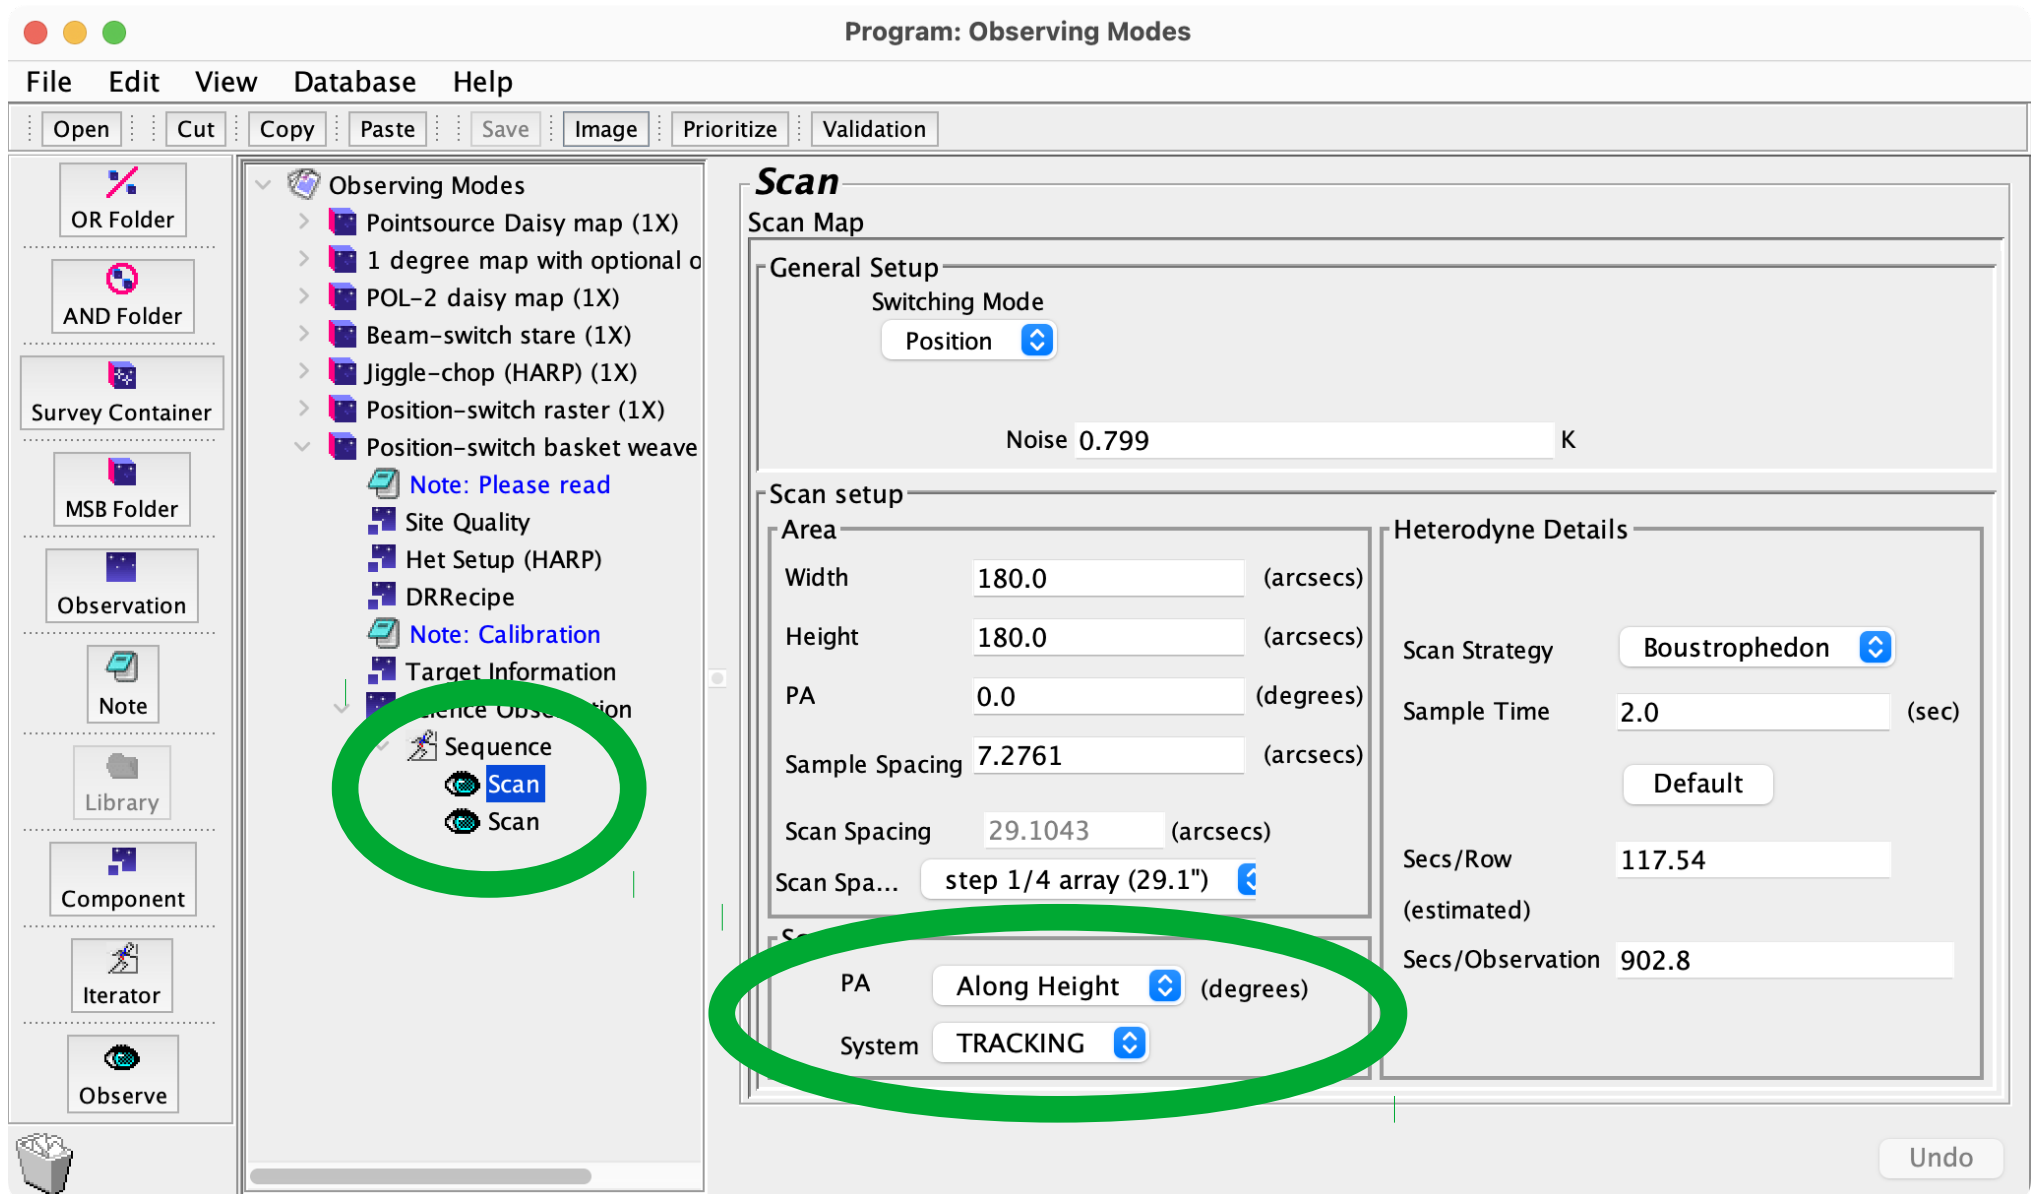 Program: Observing Modes
File Edit View Database Help
Open Cut Copy Paste Save Image Prioritize Validation
OR Folder
AND Folder
Survey Container
MSB Folder
Observation
Note
Library
Component
Iterator
Observe
Observing Modes
Pointsource Daisy map (1X)
1 degree map with optional o
POL-2 daisy map (1X)
Beam-switch stare (1X)
Jiggle-chop (HARP) (1X)
Position-switch raster (1X)
Position-switch basket weave
Note: Please read
Site Quality
Het Setup (HARP)
DRRecipe
Note: Calibration
Target Information
Observation
Sequence
Scan
Scan
Scan
Scan Map
General Setup
Switching Mode
Position
Noise 0.799 K
Scan setup
Area
Width 180.0 (arcsecs)
Height 180.0 (arcsecs)
PA 0.0 (degrees)
Sample Spacing 7.2761 (arcsecs)
Scan Spacing 29.1043 (arcsecs)
Scan Spa... step 1/4 array (29.1")
PA Along Height (degrees)
System TRACKING
Heterodyne Details
Scan Strategy Boustrophedon
Sample Time 2.0 (sec)
Default
Secs/Row 117.54
(estimated)
Secs/Observation 902.8
Undo